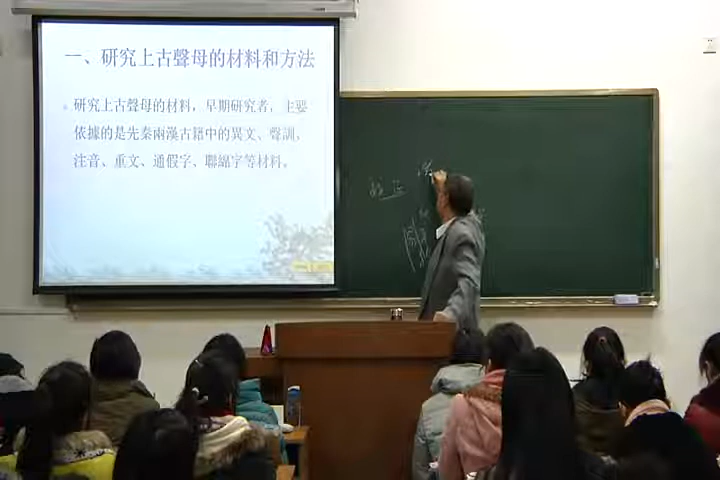 一、研究上古聲母的材料和方法
研究上古聲母的材料，早期研究者，主要
依據的是先秦兩漢古籍中的異文、聲訓，
注音、重文、通假字、聯綿字等材料。